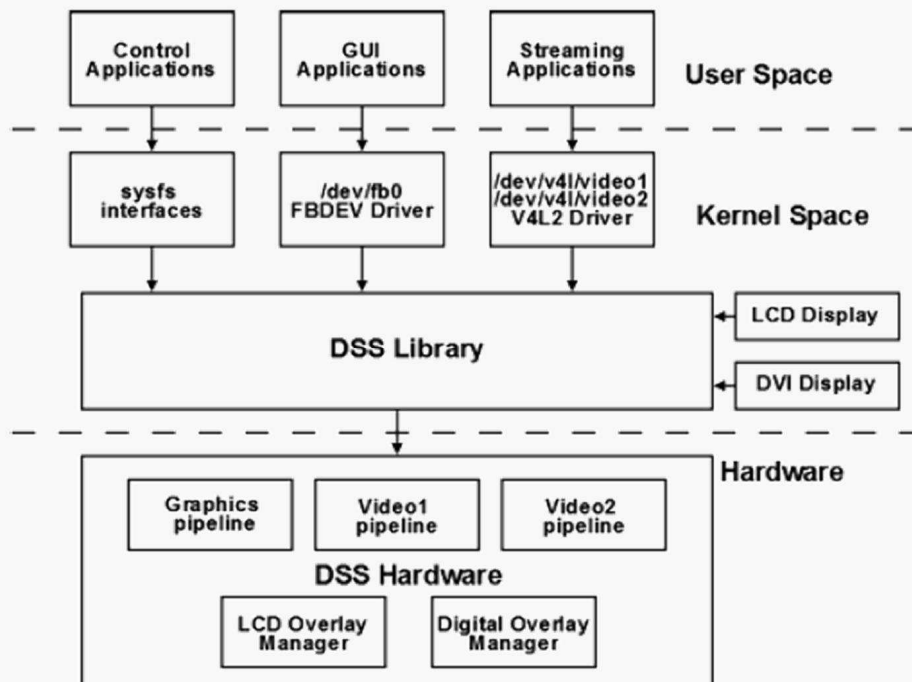 Control
Applications
GUI
Applications
Streaming
Applications
User Space
sysfs
interfaces
/dev/fb0
FBDEV Driver
/dev/v4l/video1
/dev/v4l/video2
V4L2 Driver
Kernel Space
DSS Library
LCD Display
DVI Display
Hardware
Graphics
pipeline
Video1
pipeline
Video2
pipeline
DSS Hardware
LCD Overlay
Manager
Digital Overlay
Manager